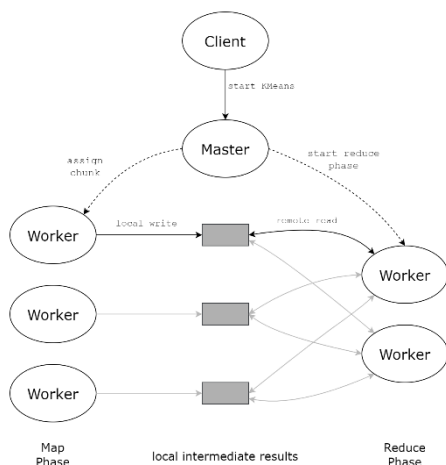 Client
start KMeans
Master
assign
chunk
start reduce
phase
Worker
local write
remote read
Worker
Worker
Worker
Worker
Map
Phase
local intermediate results
Reduce
Phase